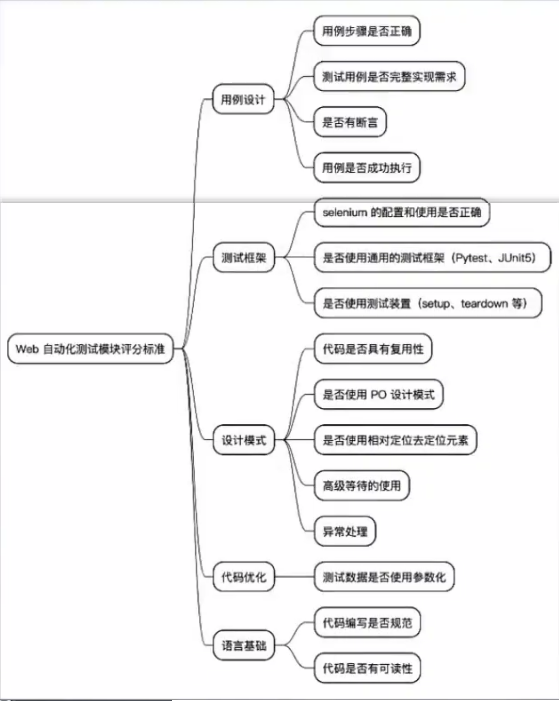 Web 自动化测试模块评分标准
用例设计
用例步骤是否正确
测试用例是否完整实现需求
是否有断言
用例是否成功执行
测试框架
selenium 的配置和使用是否正确
是否使用通用的测试框架（Pytest、JUnit5）
是否使用测试装置（setup、teardown 等）
设计模式
代码是否具有复用性
是否使用 PO 设计模式
是否使用相对定位去定位元素
高级等待的使用
异常处理
代码优化
测试数据是否使用参数化
语言基础
代码编写是否规范
代码是否有可读性